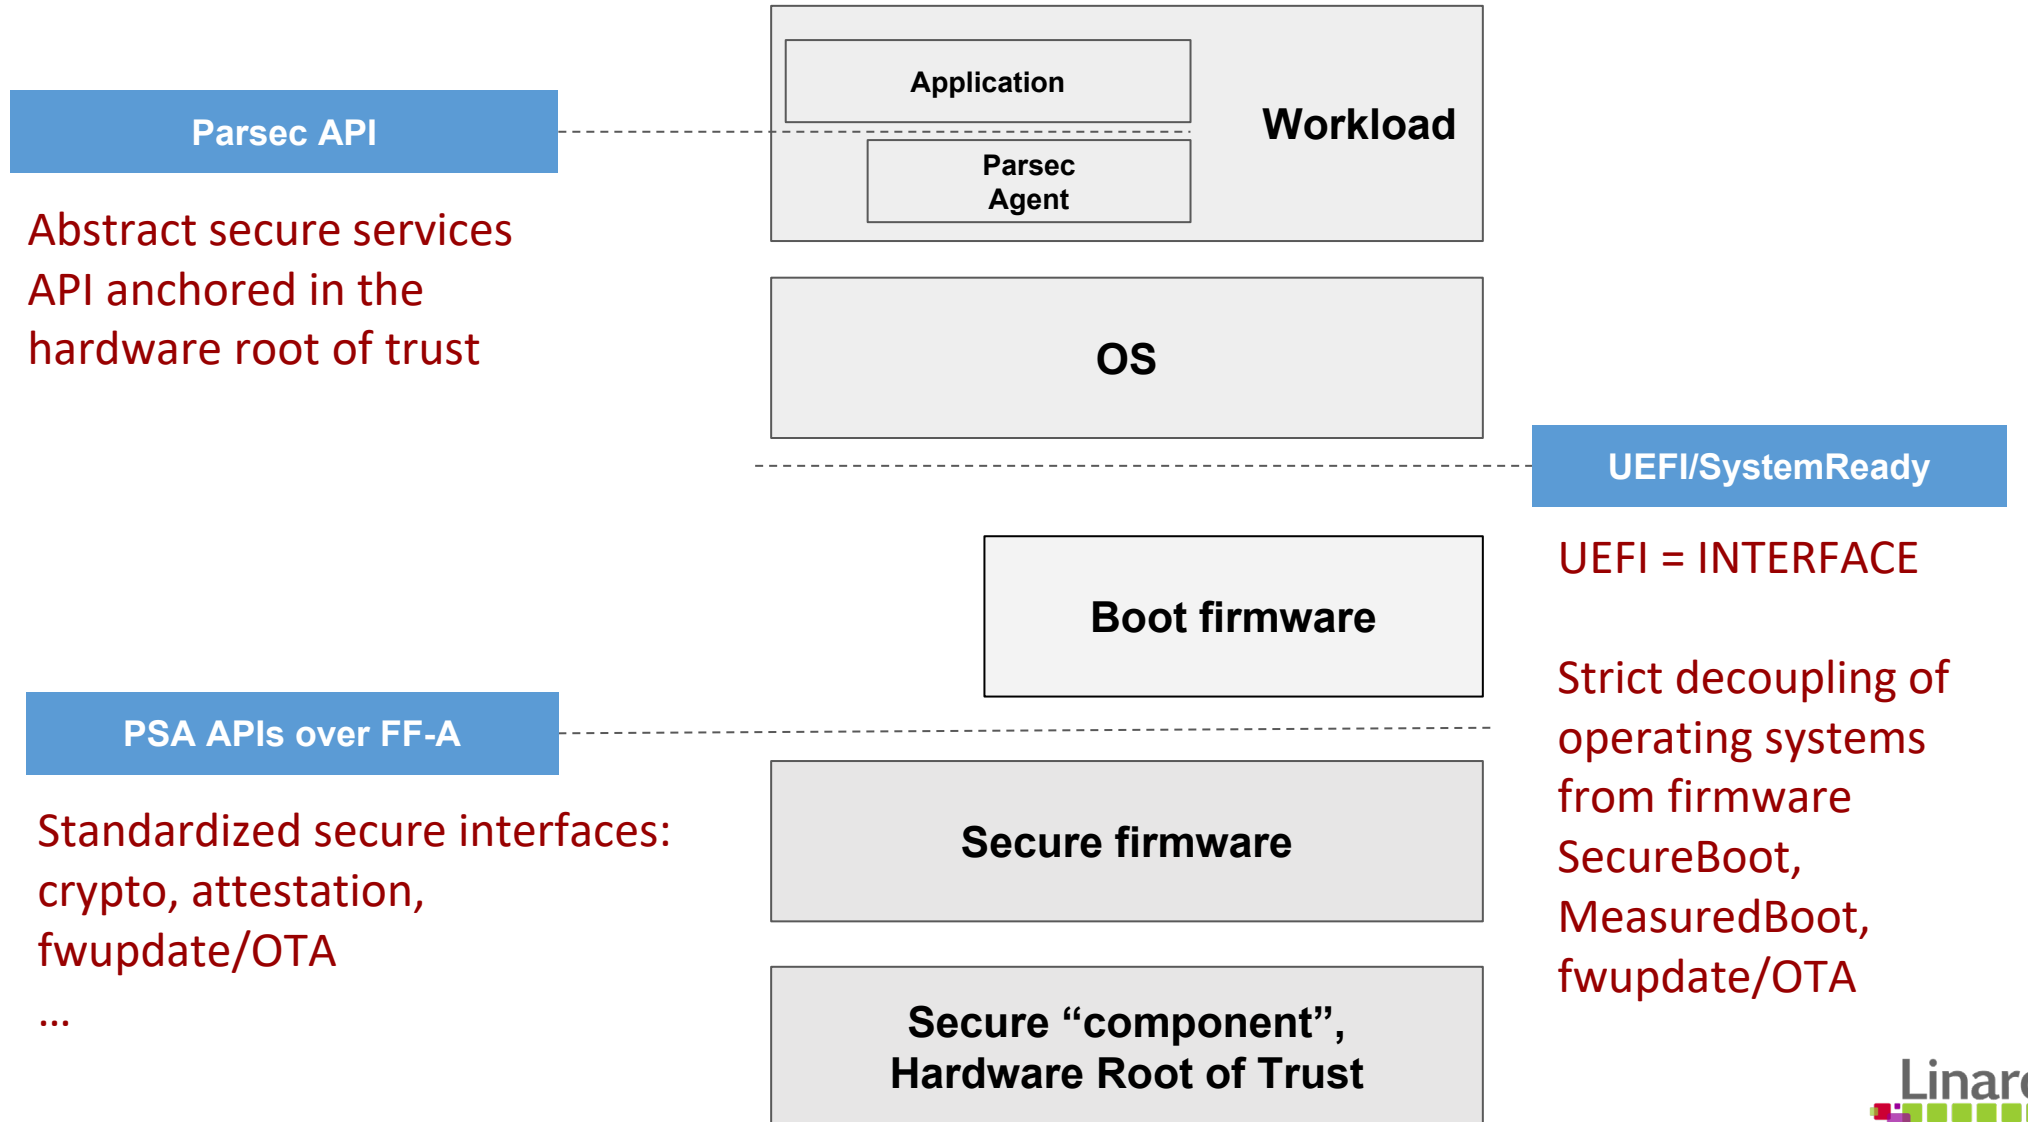 Application
Workload
Parsec API
Parsec
Agent
Abstract secure services
API anchored in the
hardware root of trust
OS
UEFI/SystemReady
UEFI = INTERFACE
Boot firmware
Strict decoupling of
operating systems
from firmware
SecureBoot,
MeasuredBoot,
fwupdate/OTA
PSA APIs over FF-A
Standardized secure interfaces:
crypto, attestation,
fwupdate/OTA
...
Secure firmware
Secure “component”,
Hardware Root of Trust